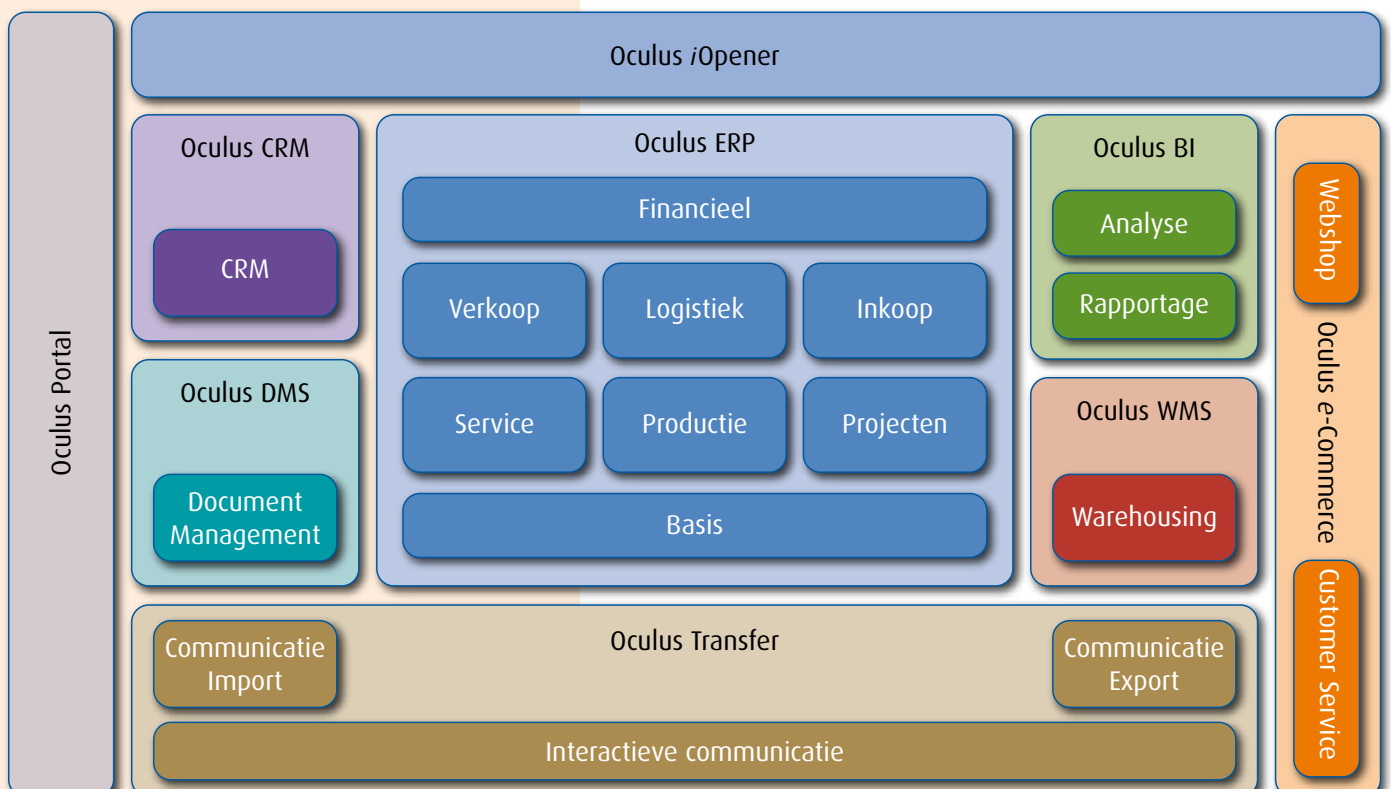 Oculus iOpener
Oculus Portal
Oculus CRM
CRM
Oculus DMS
Document
Management
Oculus ERP
Financieel
Verkoop
Logistiek
Inkoop
Service
Productie
Projecten
Basis
Oculus BI
Analyse
Rapportage
Oculus WMS
Warehousing
Webshop
Oculus e-Commerce
Customer Service
Oculus Transfer
Communicatie
Import
Communicatie
Export
Interactieve communicatie